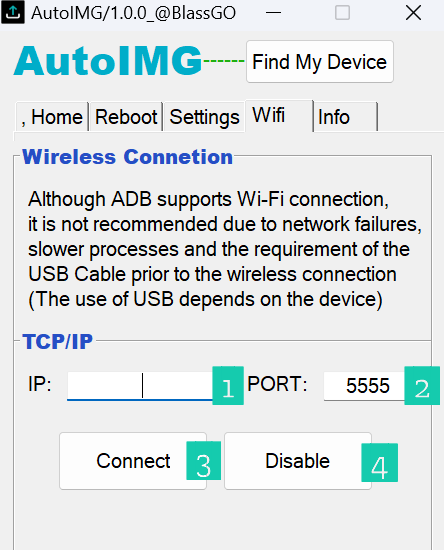 AutoIMG/1.0.0_@BlassGO
AutoIMG------ Find My Device
, Home Reboot Settings Wifi Info
Wireless Connetion
Although ADB supports Wi-Fi connection,
it is not recommended due to network failures,
slower processes and the requirement of the
USB Cable prior to the wireless connection
(The use of USB depends on the device)
TCP/IP
IP: 1 PORT: 5555 2
Connect 3 Disable 4